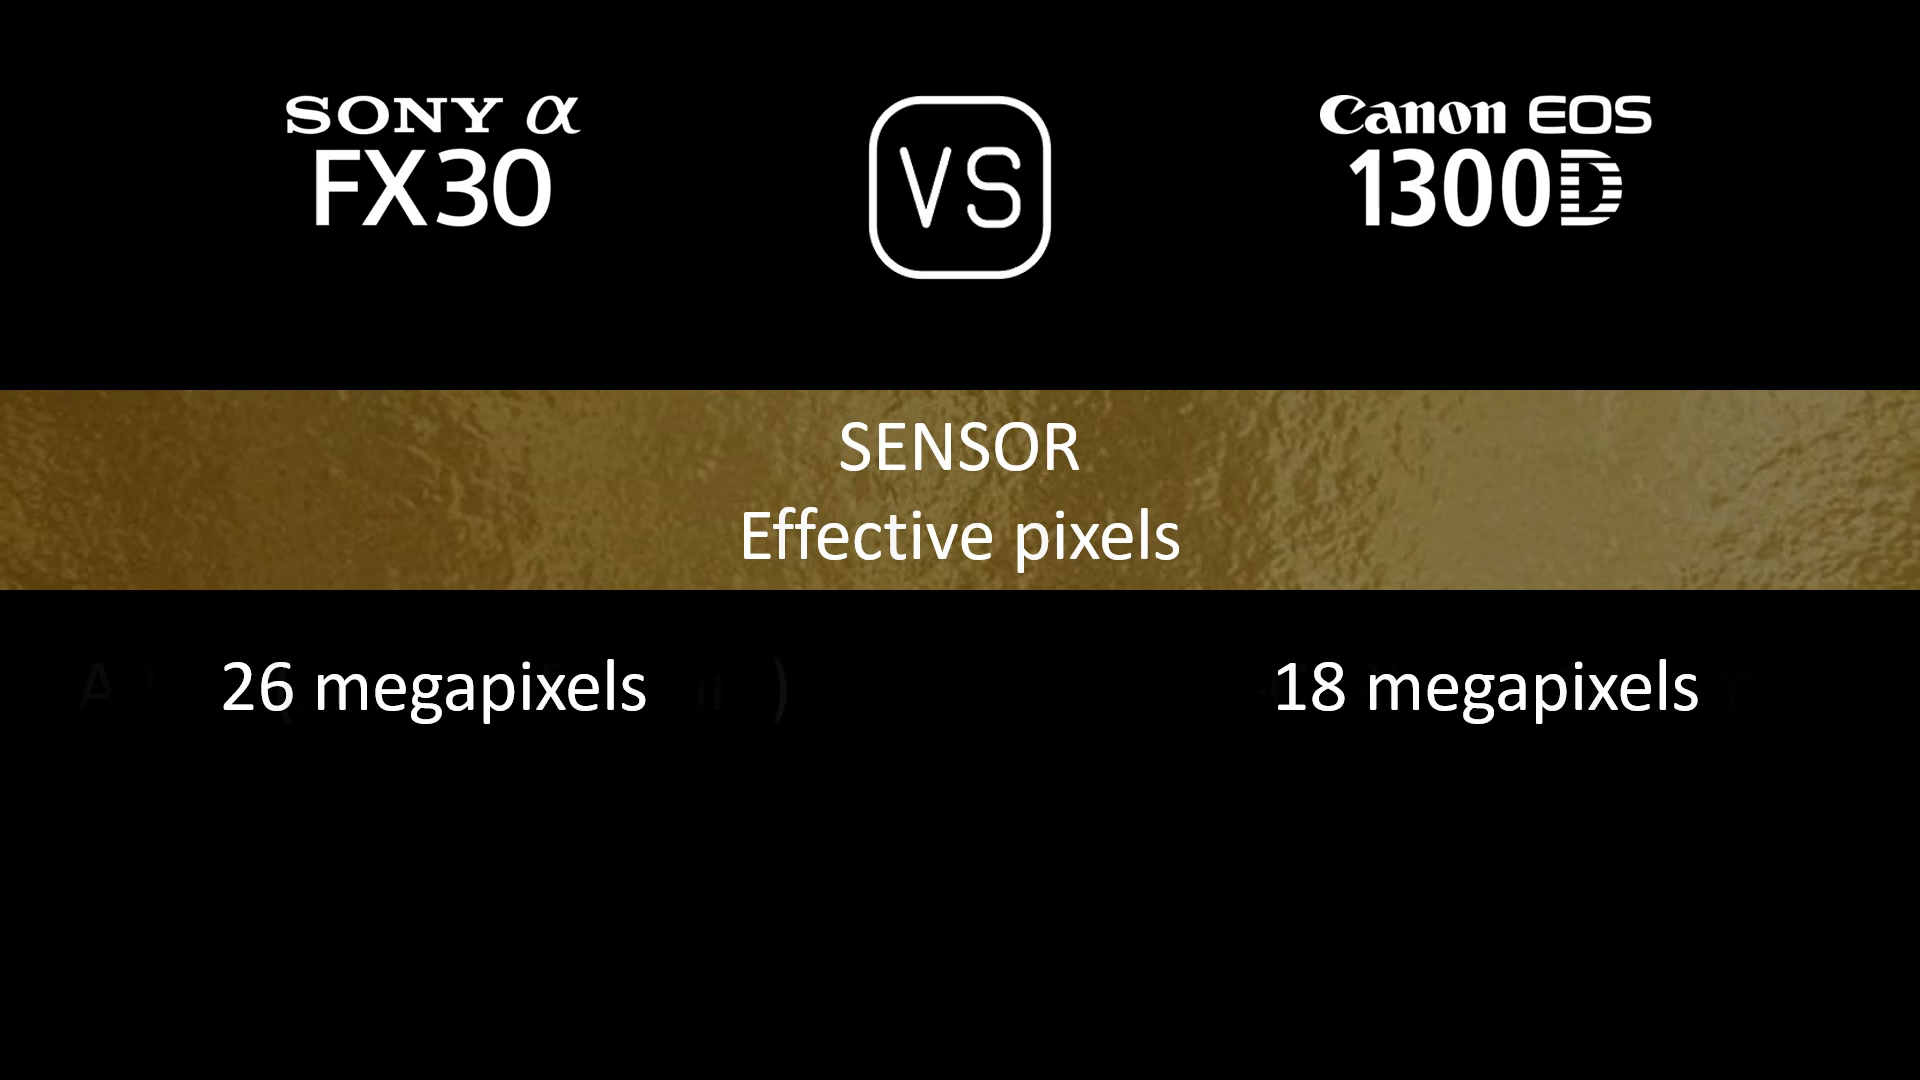 SONY α
FX30
VS
Canon EOS
1300D
SENSOR
Effective pixels
26 megapixels
18 megapixels